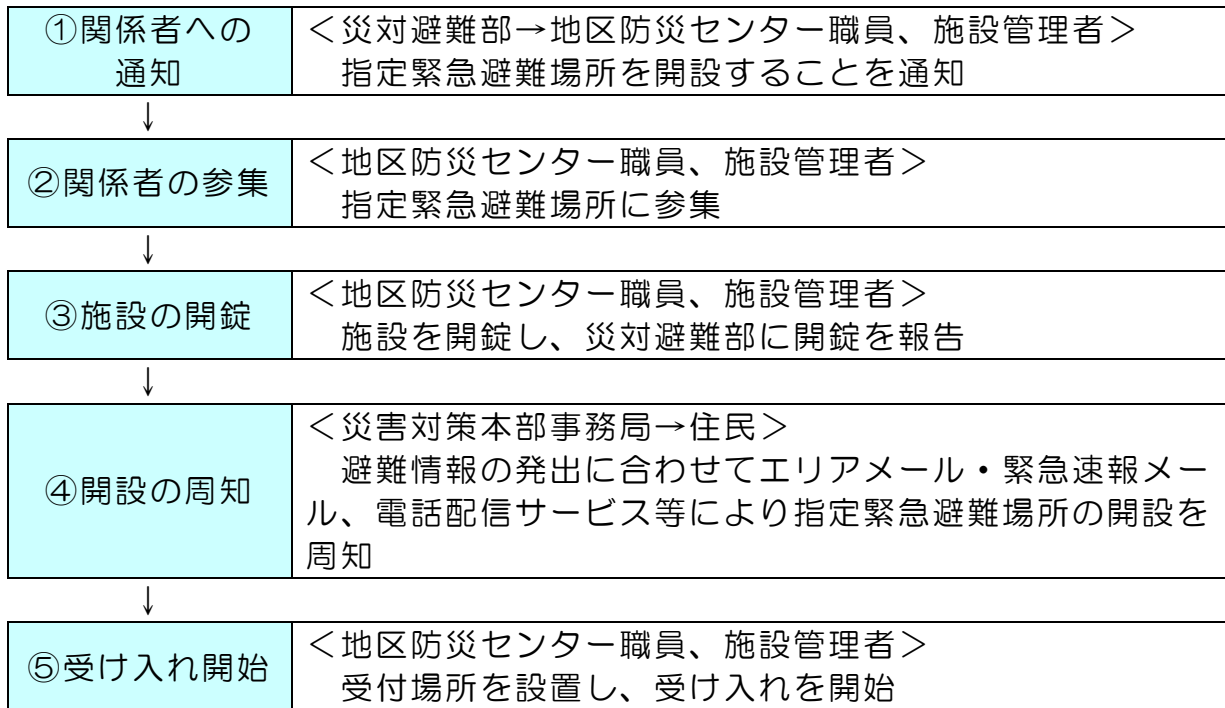 ①関係者への
通知
＜災対避難部→地区防災センター職員、施設管理者＞
指定緊急避難場所を開設することを通知
↓
②関係者の参集
＜地区防災センター職員、施設管理者＞
指定緊急避難場所に参集
↓
③施設の開錠
＜地区防災センター職員、施設管理者＞
施設を開錠し、災対避難部に開錠を報告
↓
④開設の周知
＜災害対策本部事務局→住民＞
避難情報の発出に合わせてエリアメール・緊急速報メー
ル、電話配信サービス等により指定緊急避難場所の開設を
周知
↓
⑤受け入れ開始
＜地区防災センター職員、施設管理者＞
受付場所を設置し、受け入れを開始